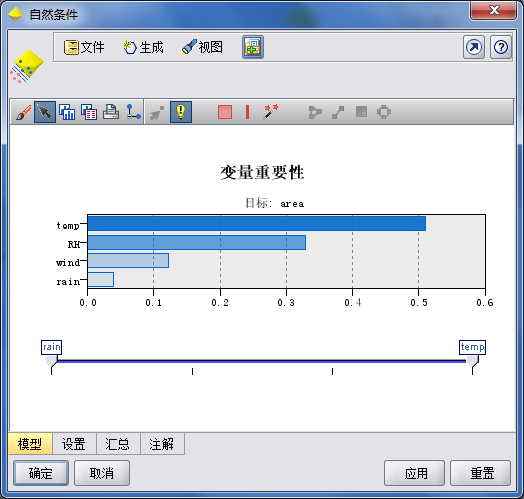 自然条件
文件 生成 视图
变量重要性
目标: area
temp
RH
wind
rain
0.0 0.1 0.2 0.3 0.4 0.5 0.6
rain temp
模型 设置 汇总 注解
确定 取消 应用 重置